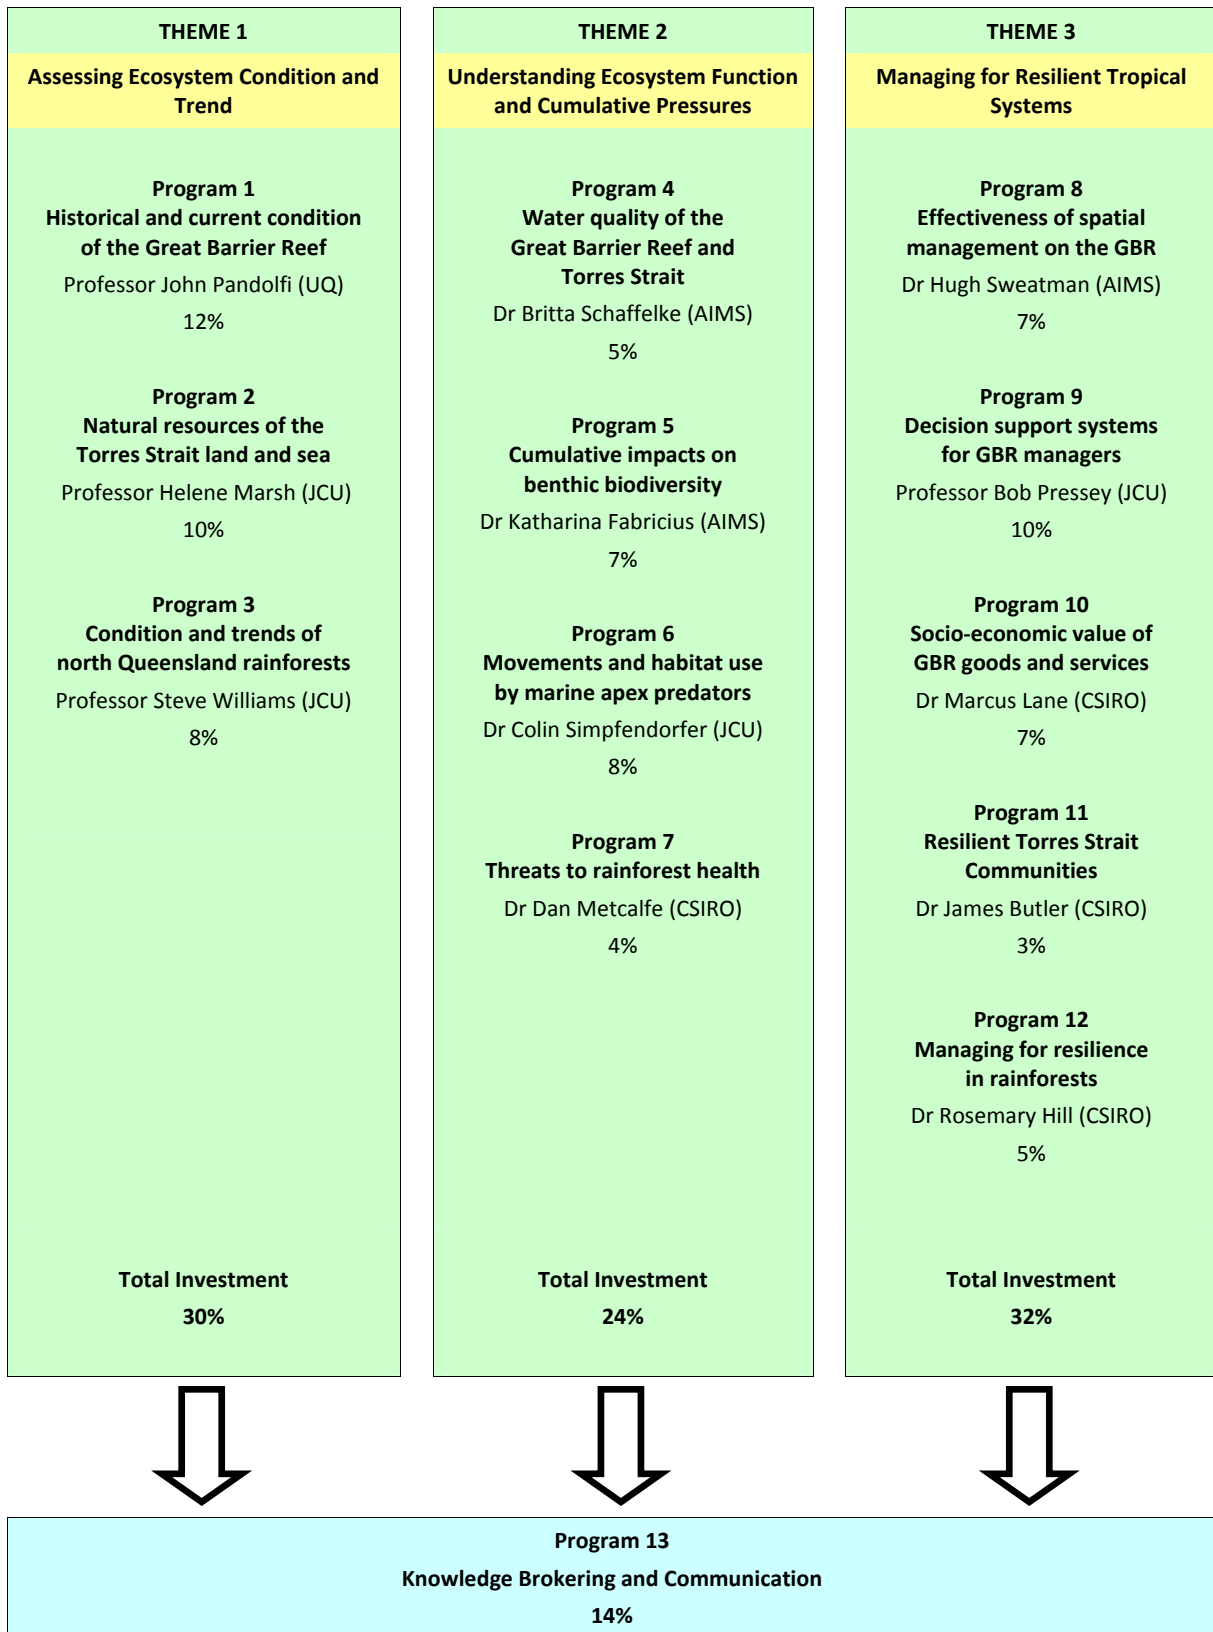 THEME 1
Assessing Ecosystem Condition and
Trend
Program 1
Historical and current condition
of the Great Barrier Reef
Professor John Pandolfi (UQ)
12%
Program 2
Natural resources of the
Torres Strait land and sea
Professor Helene Marsh (JCU)
10%
Program 3
Condition and trends of
north Queensland rainforests
Professor Steve Williams (JCU)
8%
Total Investment
30%
THEME 2
Understanding Ecosystem Function
and Cumulative Pressures
Program 4
Water quality of the
Great Barrier Reef and
Torres Strait
Dr Britta Schaffelke (AIMS)
5%
Program 5
Cumulative impacts on
benthic biodiversity
Dr Katharina Fabricius (AIMS)
7%
Program 6
Movements and habitat use
by marine apex predators
Dr Colin Simpfendorfer (JCU)
8%
Program 7
Threats to rainforest health
Dr Dan Metcalfe (CSIRO)
4%
Total Investment
24%
THEME 3
Managing for Resilient Tropical
Systems
Program 8
Effectiveness of spatial
management on the GBR
Dr Hugh Sweatman (AIMS)
7%
Program 9
Decision support systems
for GBR managers
Professor Bob Pressey (JCU)
10%
Program 10
Socio-economic value of
GBR goods and services
Dr Marcus Lane (CSIRO)
7%
Program 11
Resilient Torres Strait
Communities
Dr James Butler (CSIRO)
3%
Program 12
Managing for resilience
in rainforests
Dr Rosemary Hill (CSIRO)
5%
Total Investment
32%
Program 13
Knowledge Brokering and Communication
14%